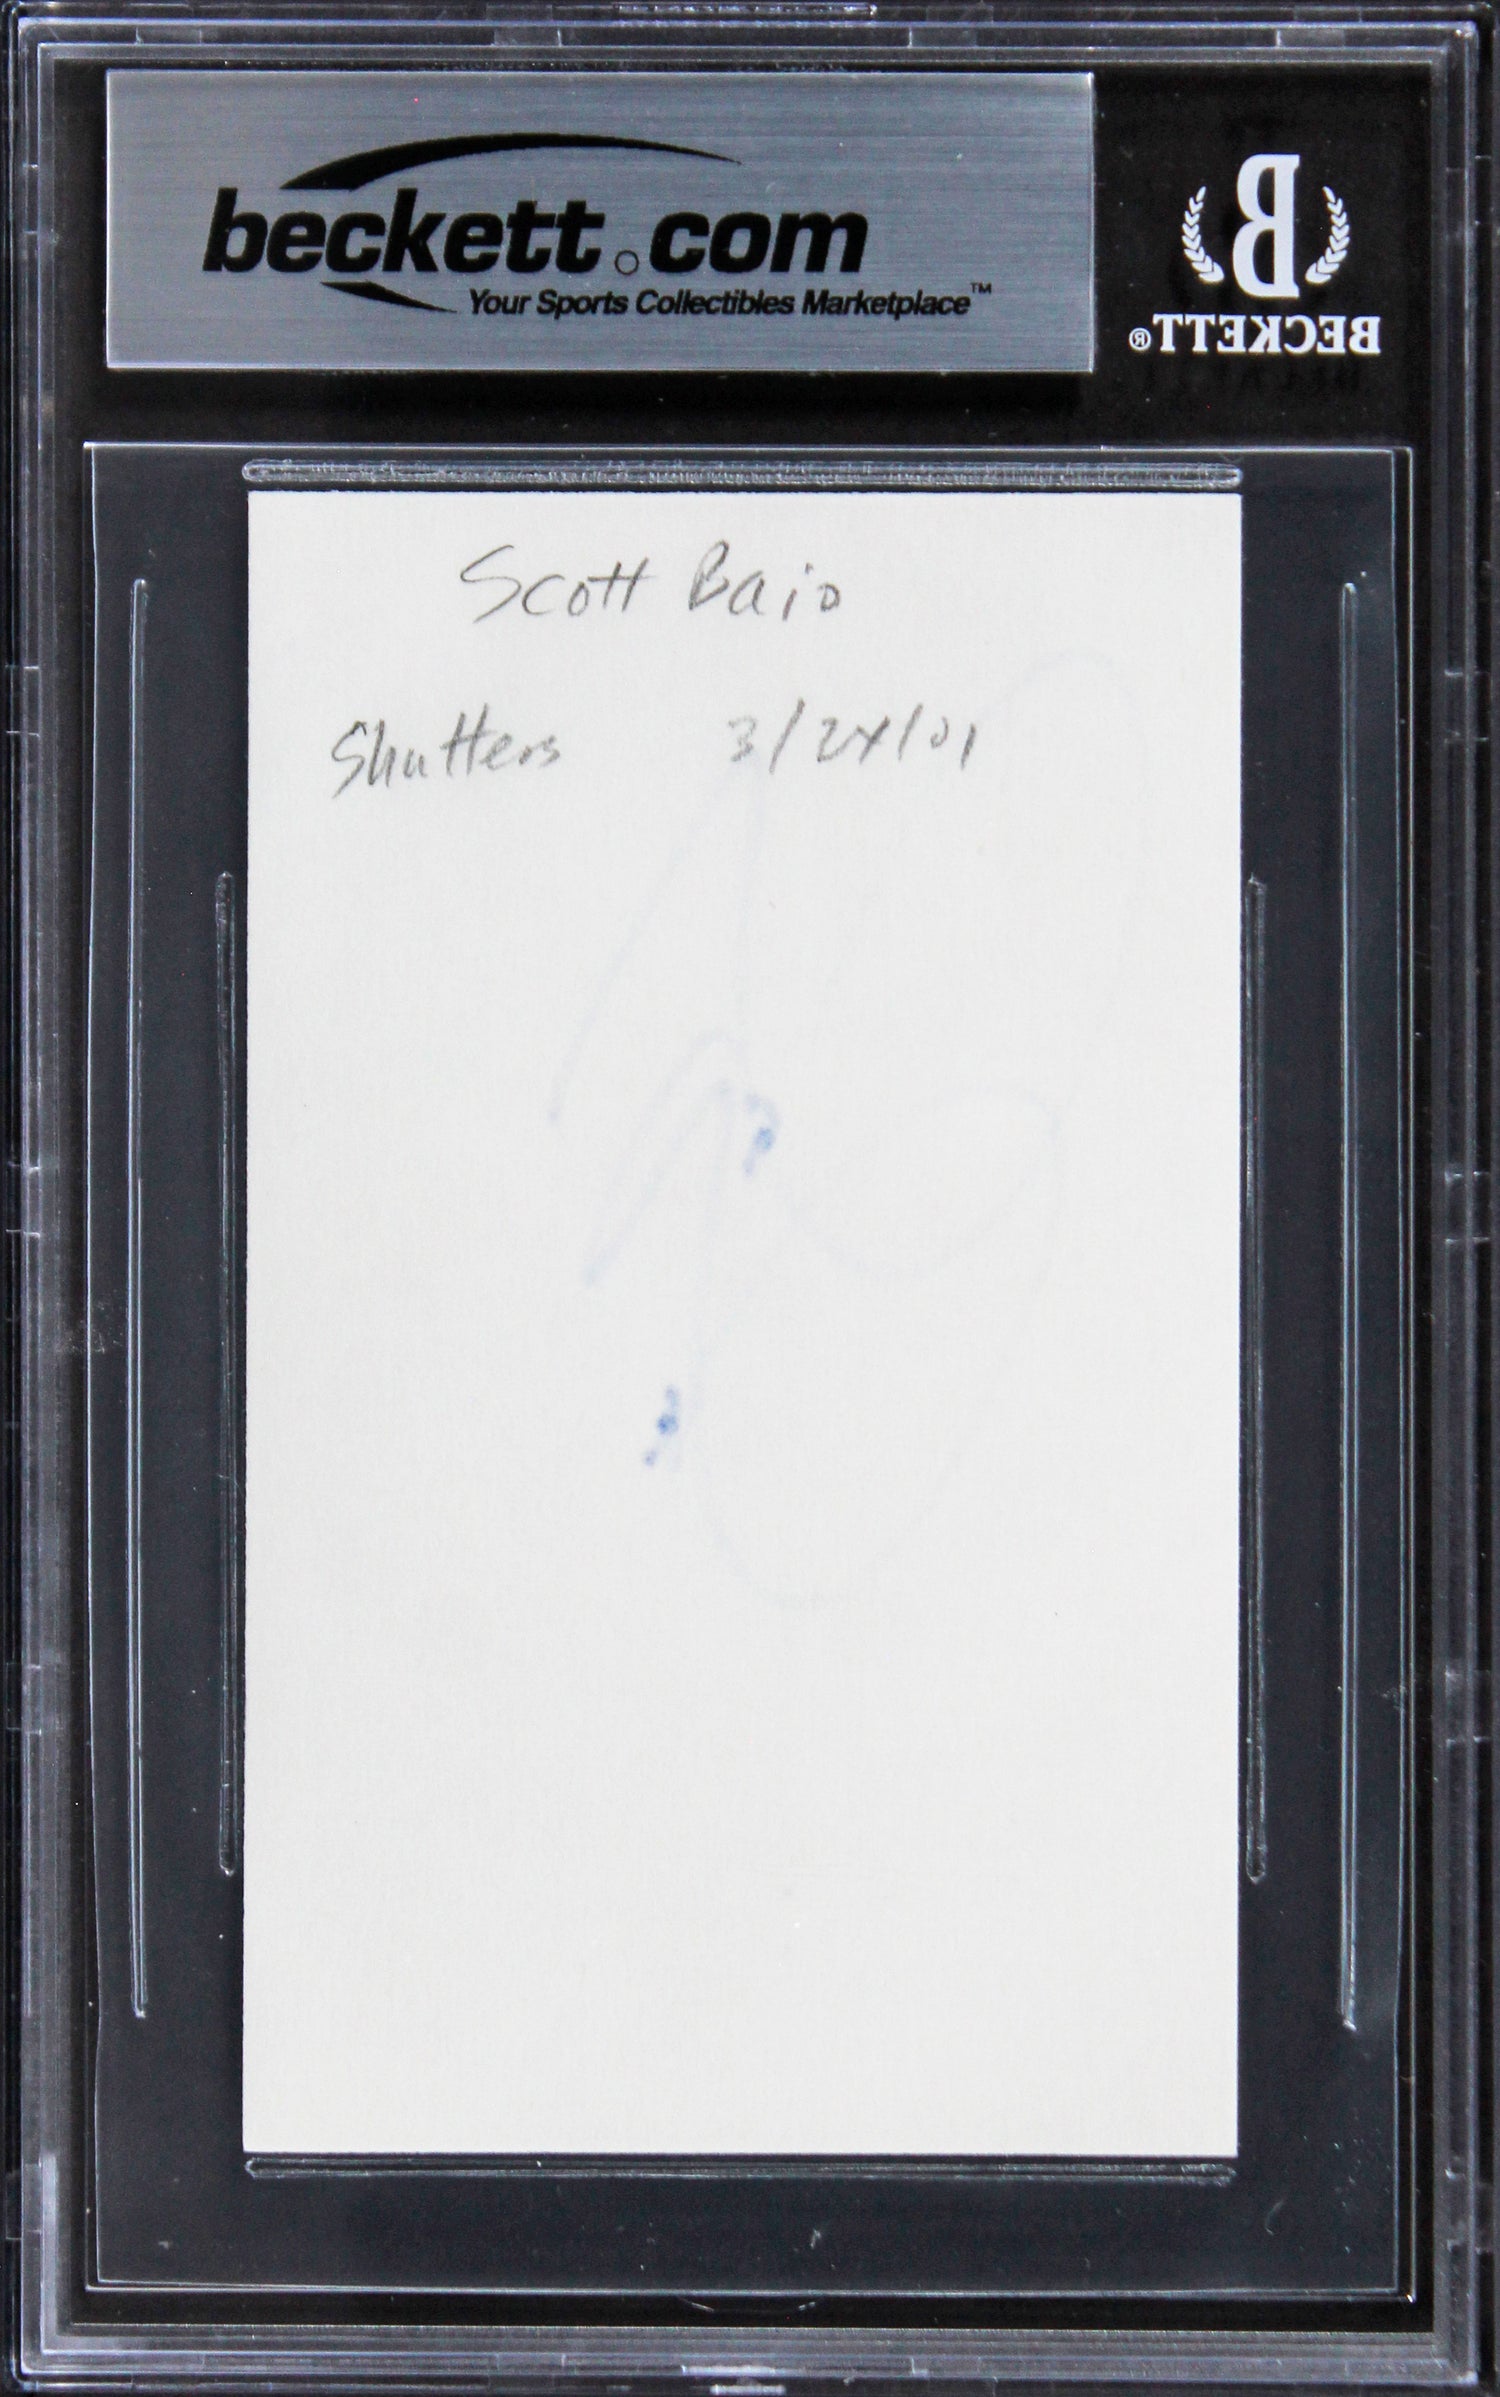 beckett.com
Your Sports Collectibles Marketplace™
B
BECKETT®
Scott Baio
Shutters 3/24/01